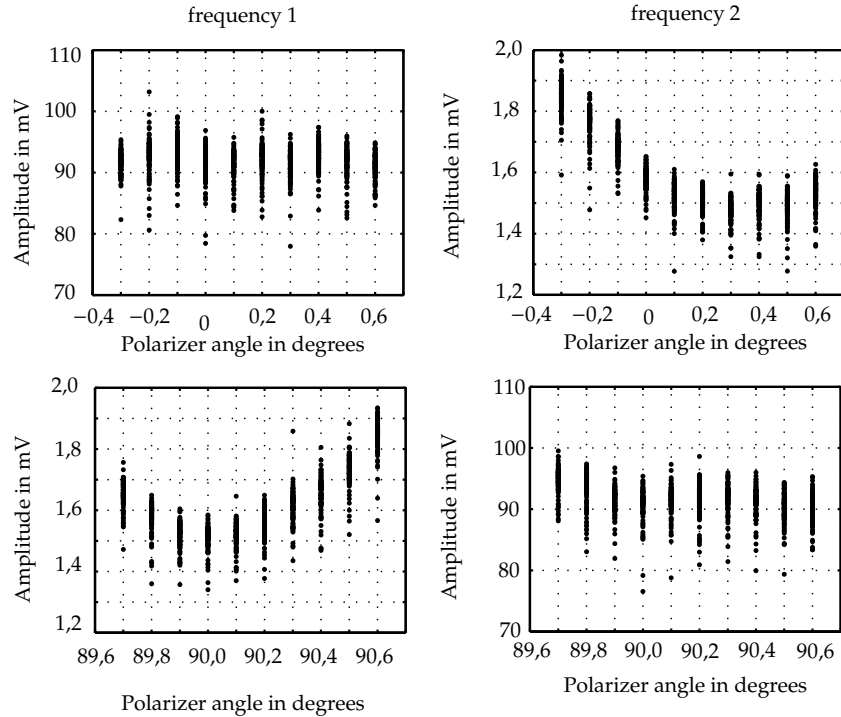 frequency 1
110
100
90
80
70
Amplitude in mV
−0,4 −0,2 0 0,2 0,4 0,6
Polarizer angle in degrees
frequency 2
2,0
1,8
1,6
1,4
1,2
Amplitude in mV
−0,4 −0,2 0 0,2 0,4 0,6
Polarizer angle in degrees
2,0
1,8
1,6
1,4
1,2
Amplitude in mV
89,6 89,8 90,0 90,2 90,4 90,6
Polarizer angle in degrees
110
100
90
80
70
Amplitude in mV
89,6 89,8 90,0 90,2 90,4 90,6
Polarizer angle in degrees